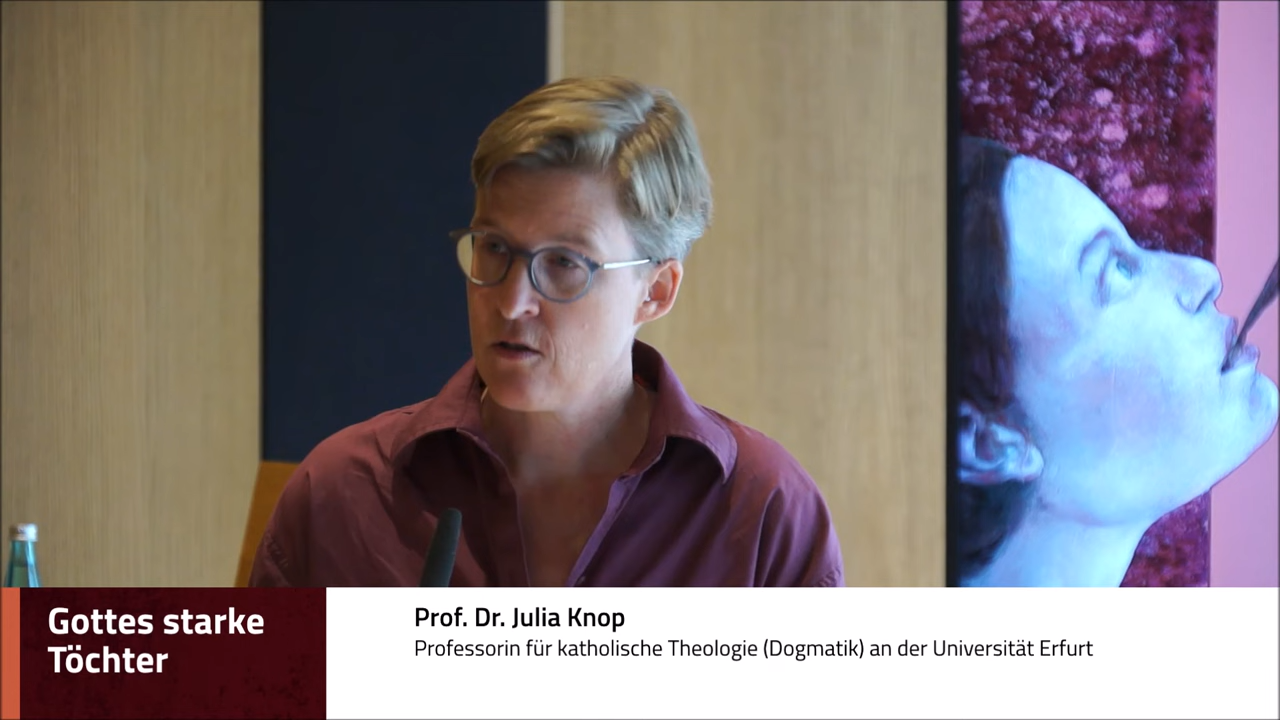 Gottes starke
Töchter
Prof. Dr. Julia Knop
Professorin für katholische Theologie (Dogmatik) an der Universität Erfurt